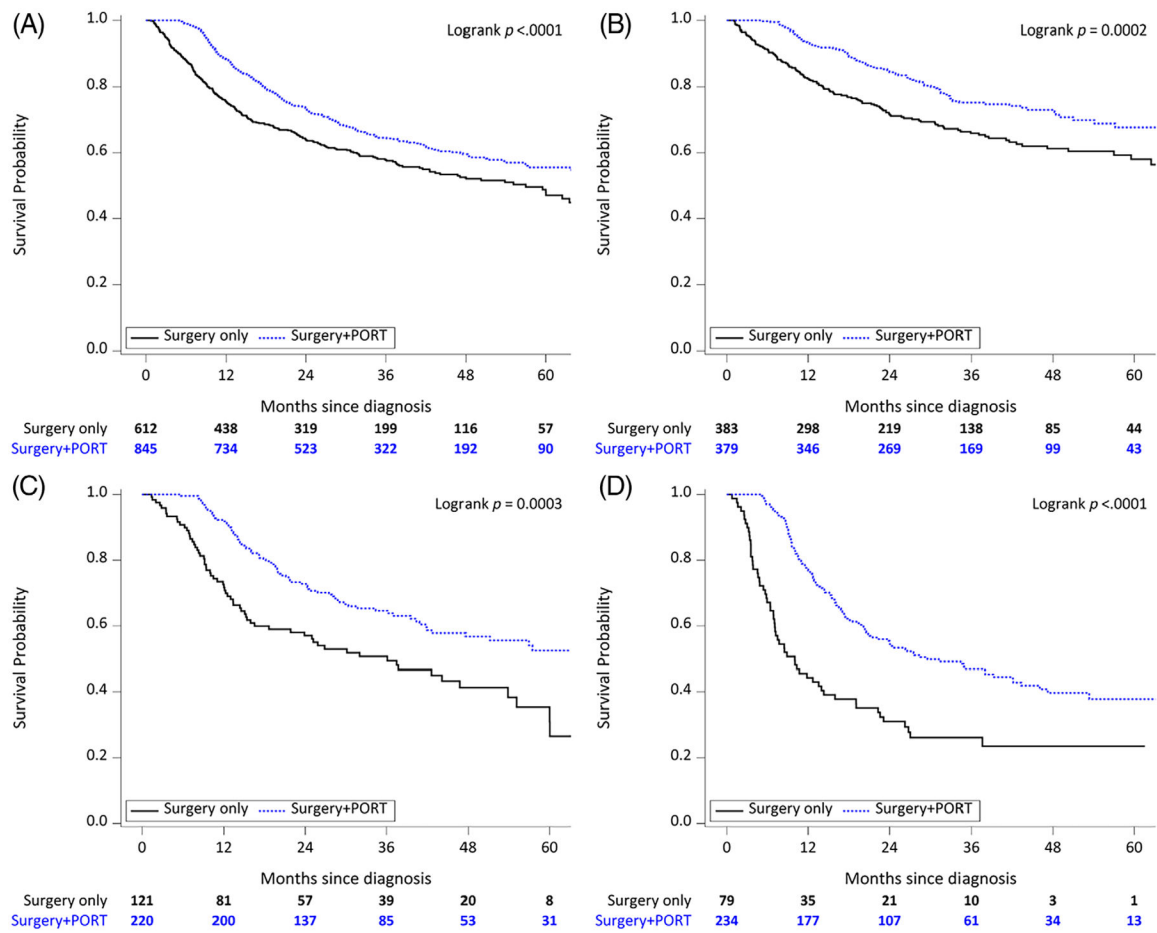 (A)
Logrank p <.0001
Survival Probability
1.0
0.8
0.6
0.4
0.2
0.0
Surgery only Surgery+PORT
0 12 24 36 48 60
Months since diagnosis
Surgery only 612 438 319 199 116 57
Surgery+PORT 845 734 523 322 192 90
(B)
Logrank p = 0.0002
Survival Probability
1.0
0.8
0.6
0.4
0.2
0.0
Surgery only Surgery+PORT
0 12 24 36 48 60
Months since diagnosis
Surgery only 383 298 219 138 85 44
Surgery+PORT 379 346 269 169 99 43
(C)
Logrank p = 0.0003
Survival Probability
1.0
0.8
0.6
0.4
0.2
0.0
Surgery only Surgery+PORT
0 12 24 36 48 60
Months since diagnosis
Surgery only 121 81 57 39 20 8
Surgery+PORT 220 200 137 85 53 31
(D)
Logrank p <.0001
Survival Probability
1.0
0.8
0.6
0.4
0.2
0.0
Surgery only Surgery+PORT
0 12 24 36 48 60
Months since diagnosis
Surgery only 79 35 21 10 3 1
Surgery+PORT 234 177 107 61 34 13